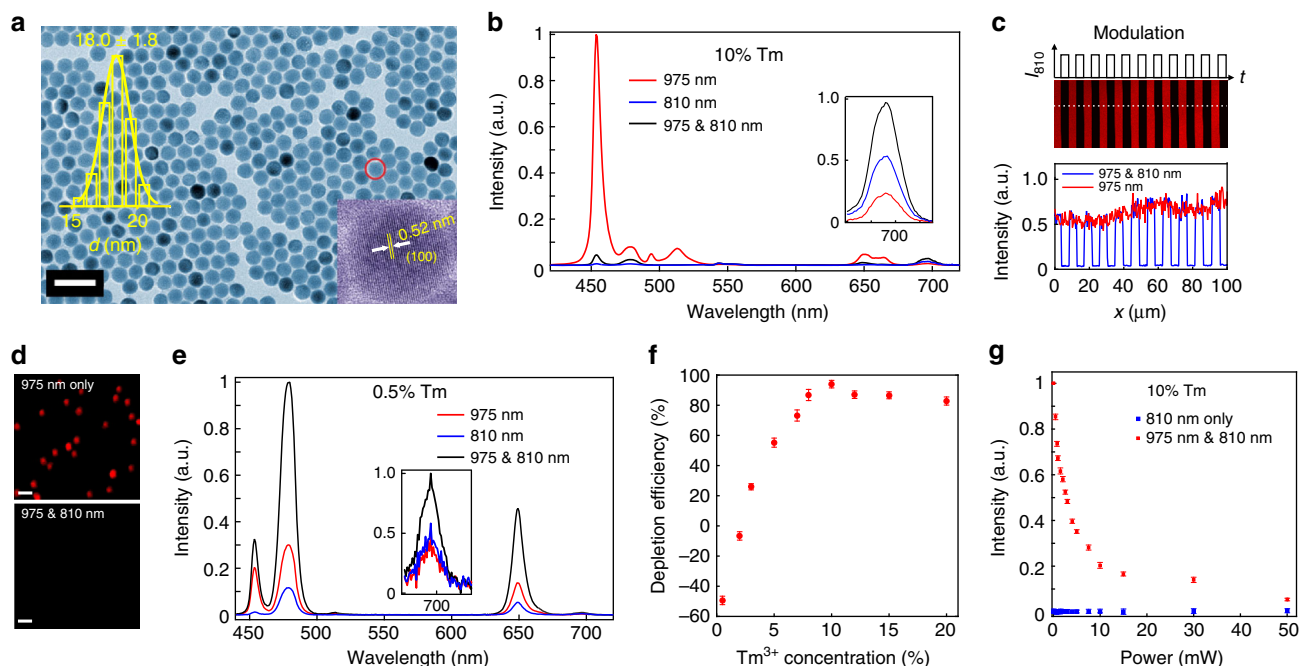 a
18.0 ± 1.8
15 20
d (nm)
0.52 nm
(100)
b
10% Tm
975 nm
810 nm
975 & 810 nm
Intensity (a.u.)
1
0.8
0.6
0.4
0.2
0
450 500 550 600 650 700
Wavelength (nm)
1.0
0.5
0
700
c
Modulation
I810
t
975 & 810 nm
975 nm
Intensity (a.u.)
1.0
0.5
0
0 20 40 60 80 100
x (μm)
d
975 nm only
975 & 810 nm
e
0.5% Tm
975 nm
810 nm
975 & 810 nm
Intensity (a.u.)
1
0.8
0.6
0.4
0.2
0
450 500 550 600 650 700
Wavelength (nm)
1.0
0.5
0
700
f
Depletion efficiency (%)
100
80
60
40
20
0
−20
−40
−60
0 5 10 15 20
Tm3+ concentration (%)
g
10% Tm
810 nm only
975 nm & 810 nm
Intensity (a.u.)
1
0.8
0.6
0.4
0.2
0
0 10 20 30 40 50
Power (mW)